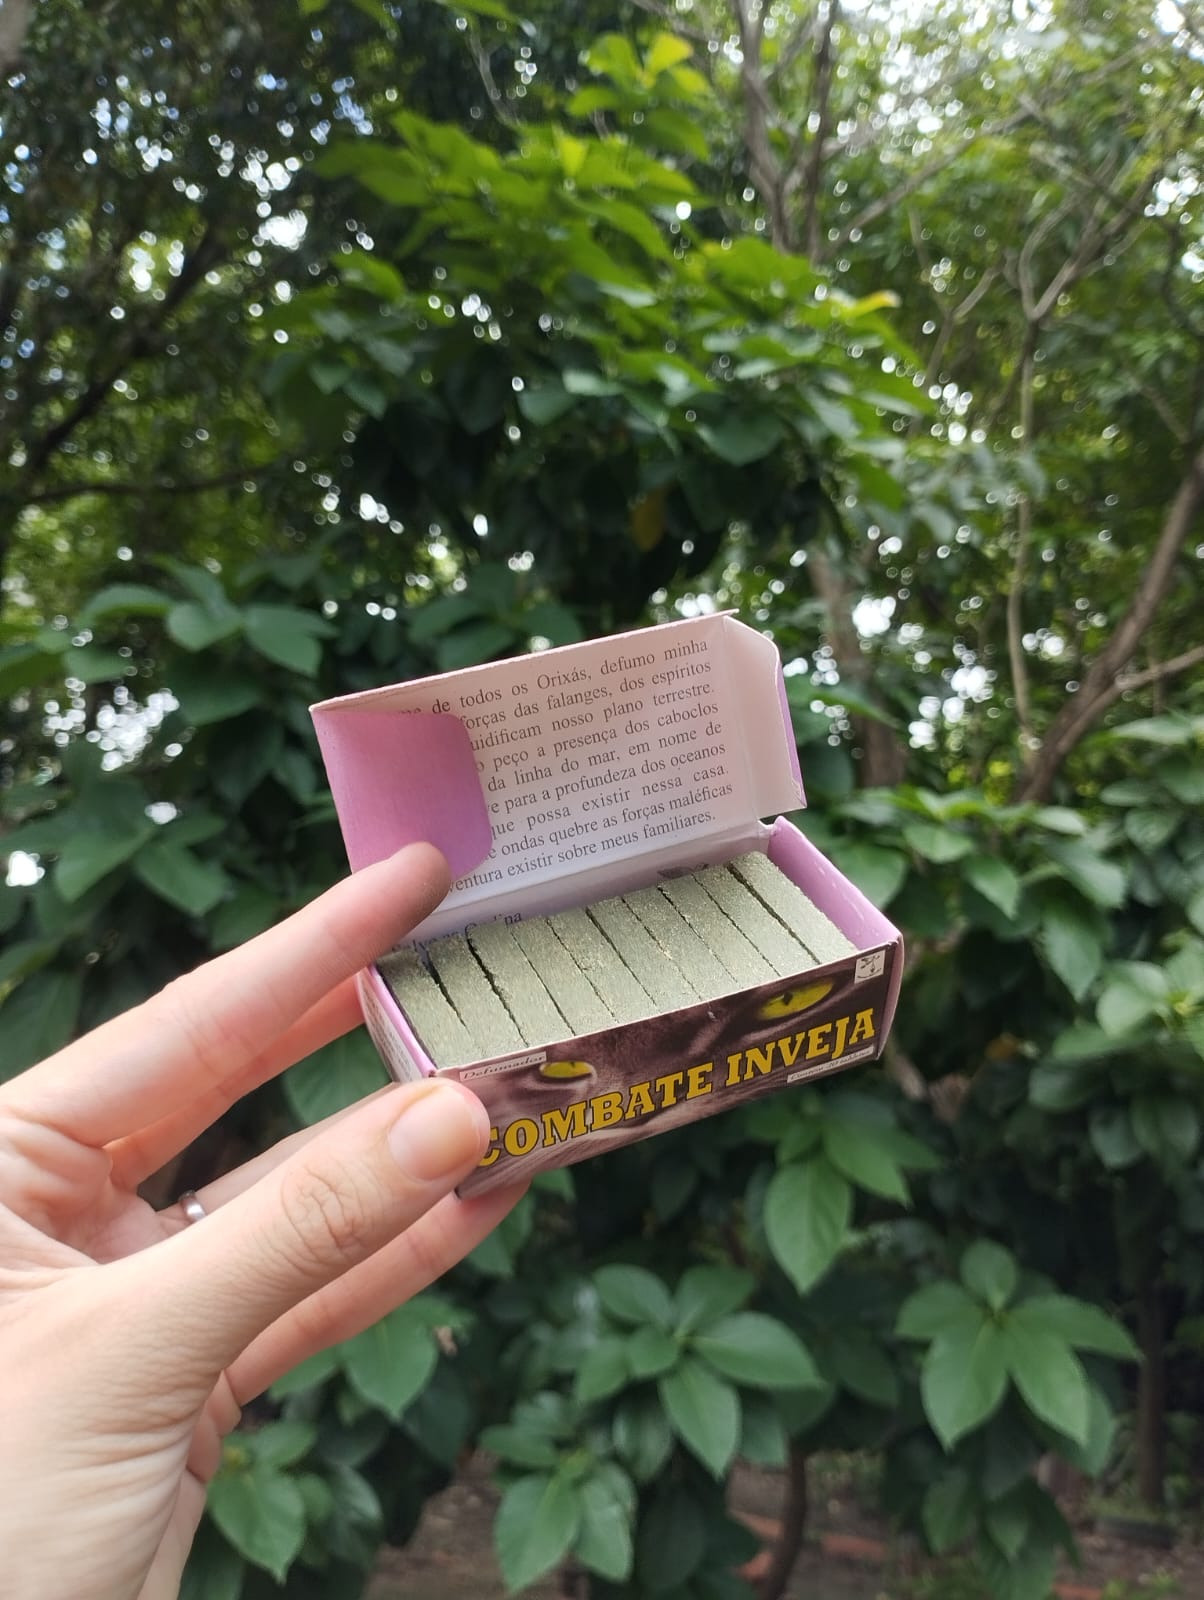 de todos os Orixás, defumo minha
forças das falanges, dos espíritos
uidificam nosso plano terrestre.
peço a presença dos caboclos
da linha do mar, em nome de
e para a profundeza dos oceanos
que possa existir nessa casa.
e ondas quebre as forças maléficas
ventura existir sobre meus familiares.
Defumador
COMBATE INVEJA